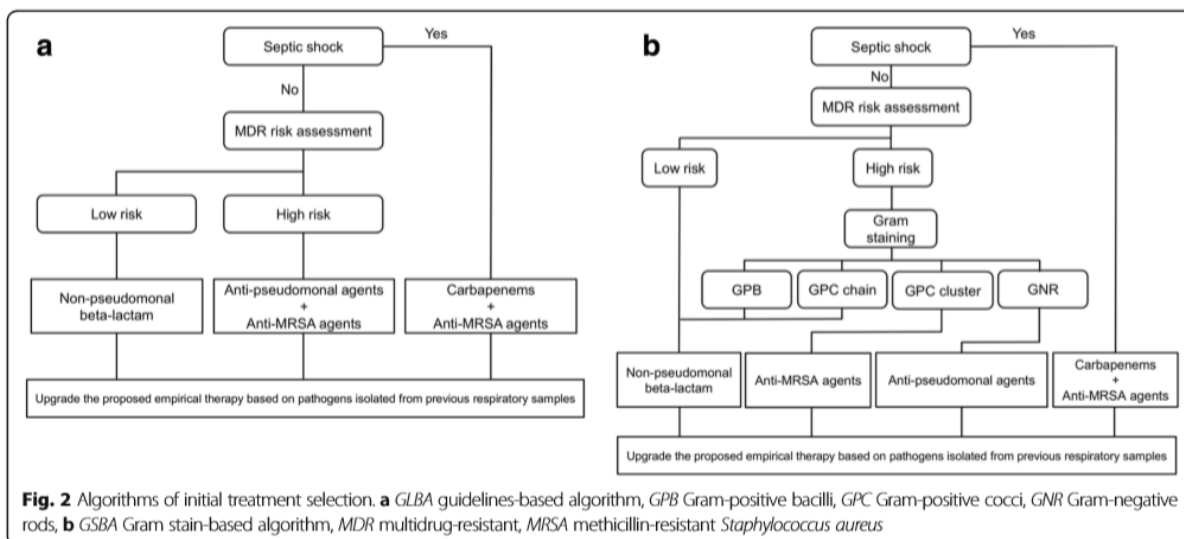 a
Septic shock
Yes
No
MDR risk assessment
Low risk
High risk
Non-pseudomonal
beta-lactam
Anti-pseudomonal agents
+
Anti-MRSA agents
Carbapenems
+
Anti-MRSA agents
Upgrade the proposed empirical therapy based on pathogens isolated from previous respiratory samples
b
Septic shock
Yes
No
MDR risk assessment
Low risk
High risk
Gram
staining
GPB
GPC chain
GPC cluster
GNR
Non-pseudomonal
beta-lactam
Anti-MRSA agents
Anti-pseudomonal agents
Carbapenems
+
Anti-MRSA agents
Upgrade the proposed empirical therapy based on pathogens isolated from previous respiratory samples
Fig. 2 Algorithms of initial treatment selection. a GLBA guidelines-based algorithm, GPB Gram-positive bacilli, GPC Gram-positive cocci, GNR Gram-negative
rods, b GSBA Gram stain-based algorithm, MDR multidrug-resistant, MRSA methicillin-resistant Staphylococcus aureus